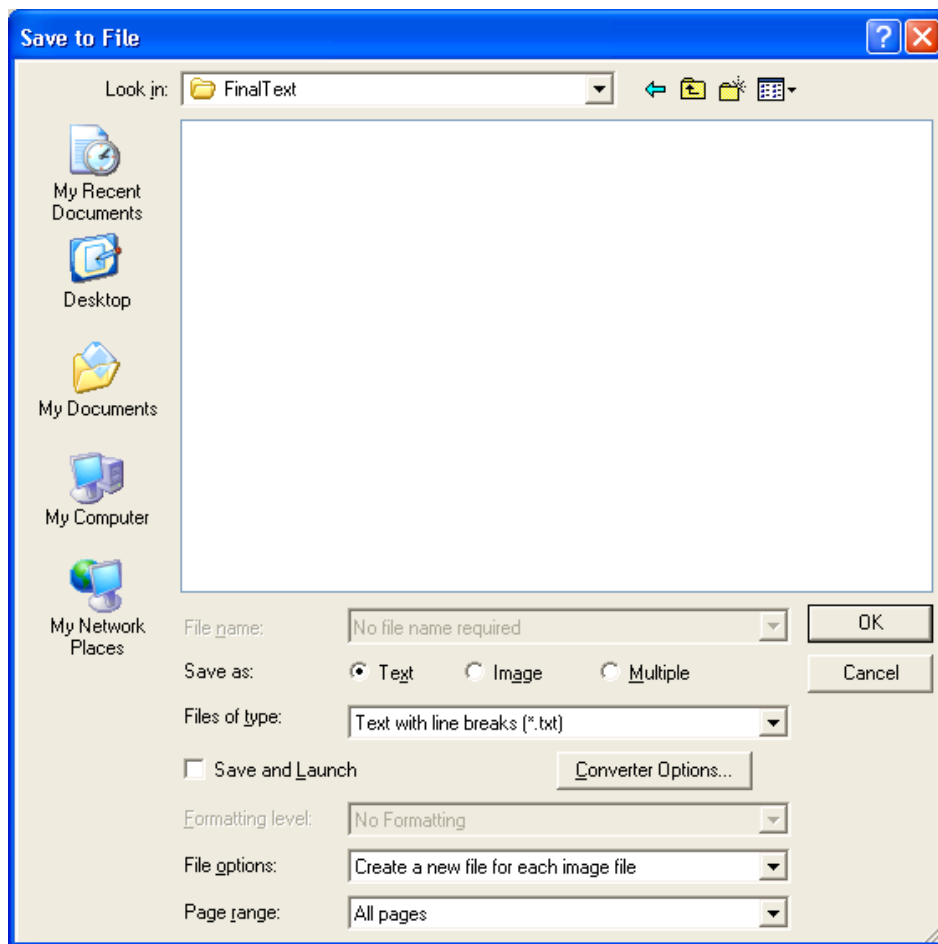 Save to File
Look in: FinalText
My Recent
Documents
Desktop
My Documents
My Computer
My Network
Places
File name: No file name required OK
Save as: Text Image Multiple Cancel
Files of type: Text with line breaks (*.txt)
Save and Launch Converter Options...
Formatting level: No Formatting
File options: Create a new file for each image file
Page range: All pages